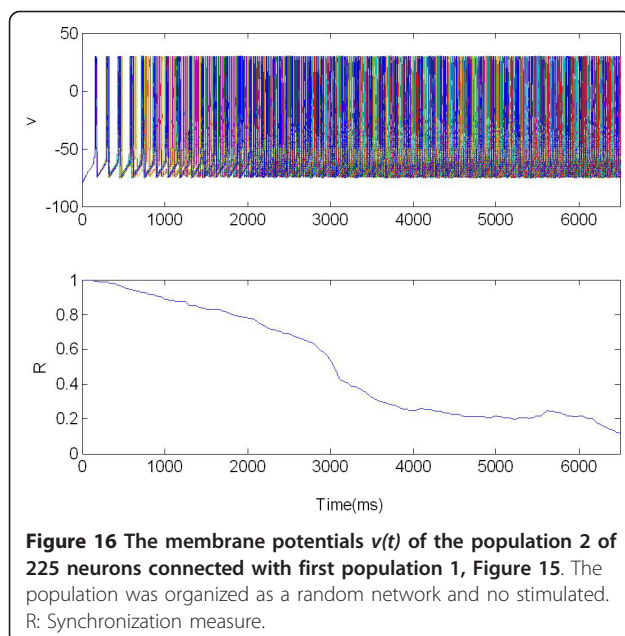 50
0
-50
-100
v
0 1000 2000 3000 4000 5000 6000
1
0.8
0.6
0.4
0.2
0
R
0 1000 2000 3000 4000 5000 6000
Time(ms)
Figure 16 The membrane potentials v(t) of the population 2 of
225 neurons connected with first population 1, Figure 15. The
population was organized as a random network and no stimulated.
R: Synchronization measure.